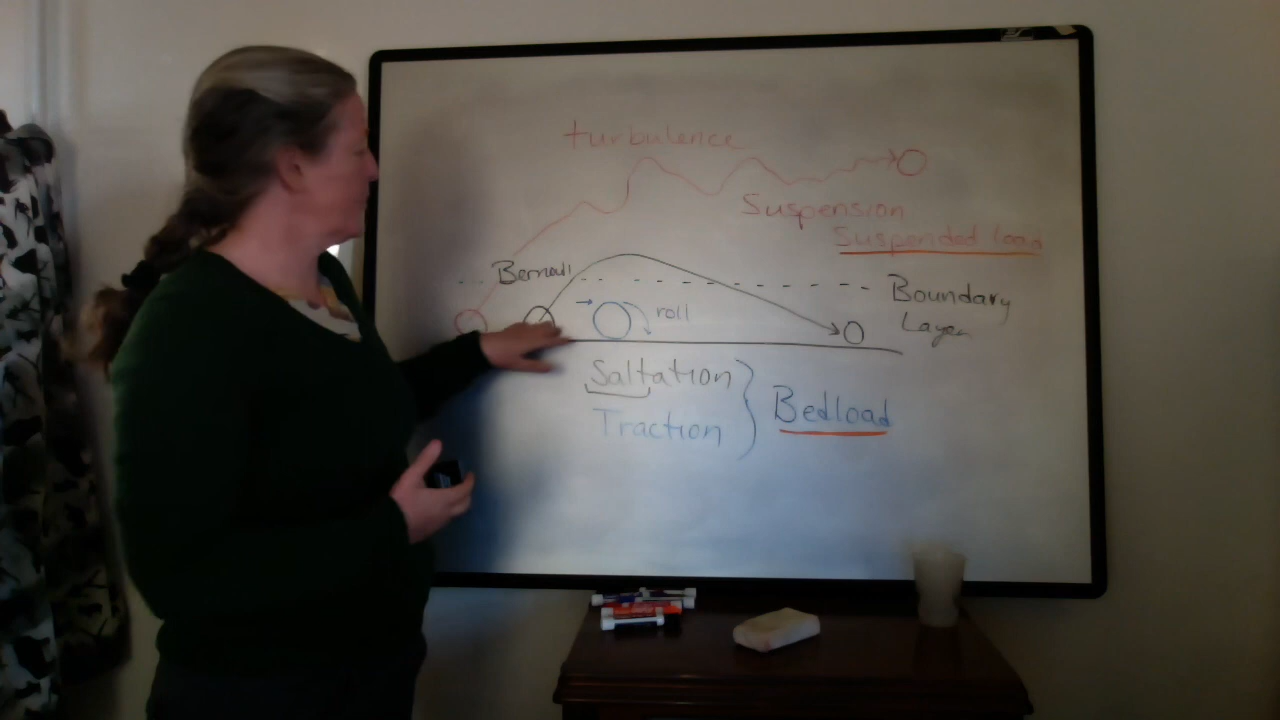 turbulence
Suspension
Suspended load
Bernoulli
Boundary
Layer
roll
Saltation
Traction
Bedload